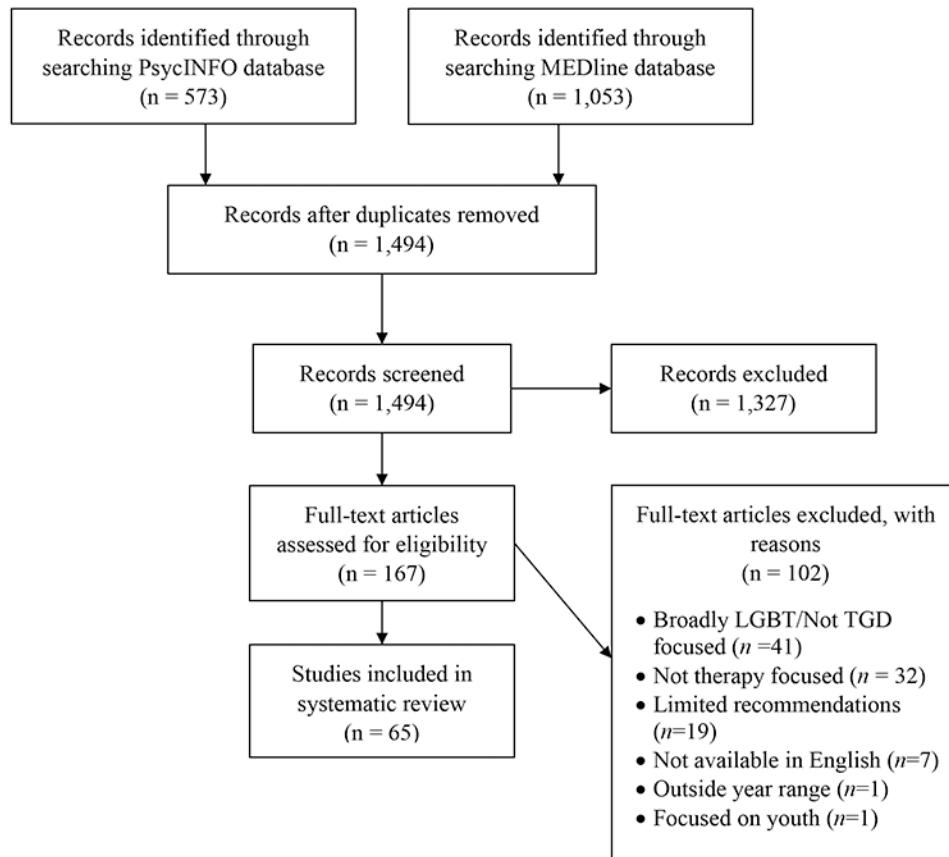 Records identified through
searching PsycINFO database
(n = 573)
Records identified through
searching MEDline database
(n = 1,053)
Records after duplicates removed
(n = 1,494)
Records screened
(n = 1,494)
Records excluded
(n = 1,327)
Full-text articles
assessed for eligibility
(n = 167)
Full-text articles excluded, with
reasons
(n = 102)
• Broadly LGBT/Not TGD
focused (n =41)
• Not therapy focused (n = 32)
• Limited recommendations
(n=19)
• Not available in English (n=7)
• Outside year range (n=1)
• Focused on youth (n=1)
Studies included in
systematic review
(n = 65)